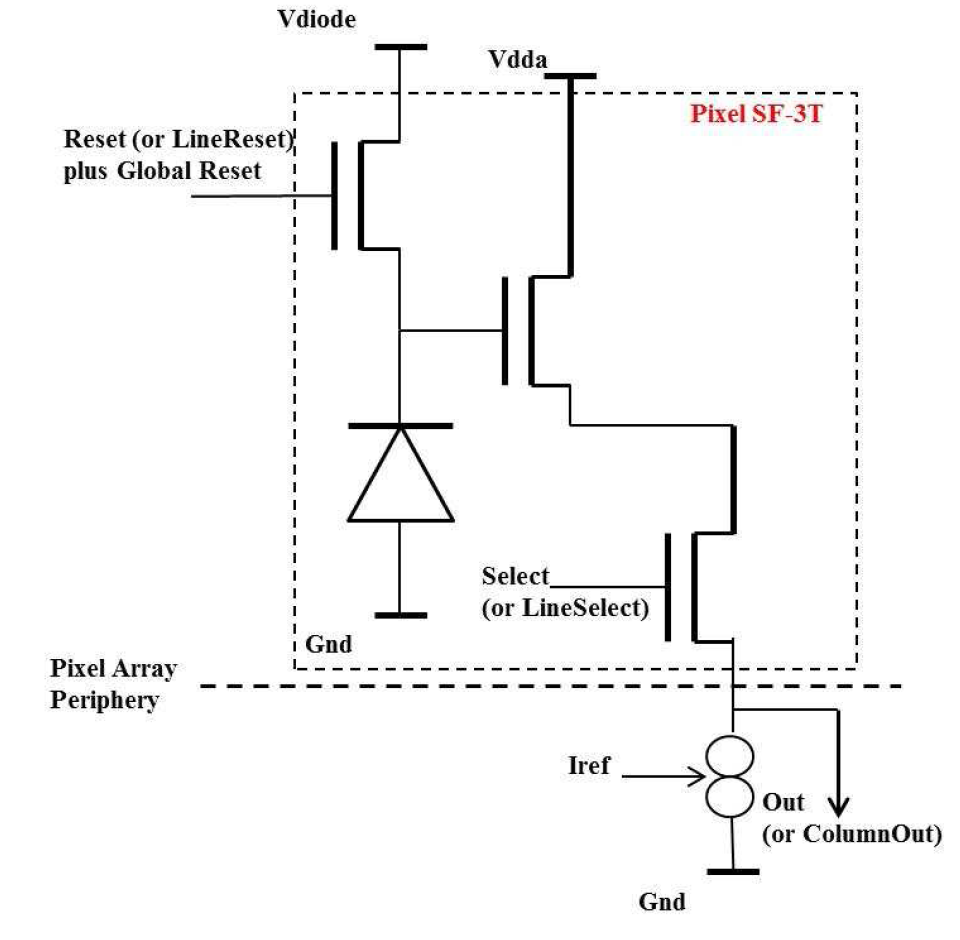 Vdiode
Vdda
Pixel SF-3T
Reset (or LineReset)
plus Global Reset
Select
(or LineSelect)
Gnd
Pixel Array
Periphery
Iref
Out
(or ColumnOut)
Gnd